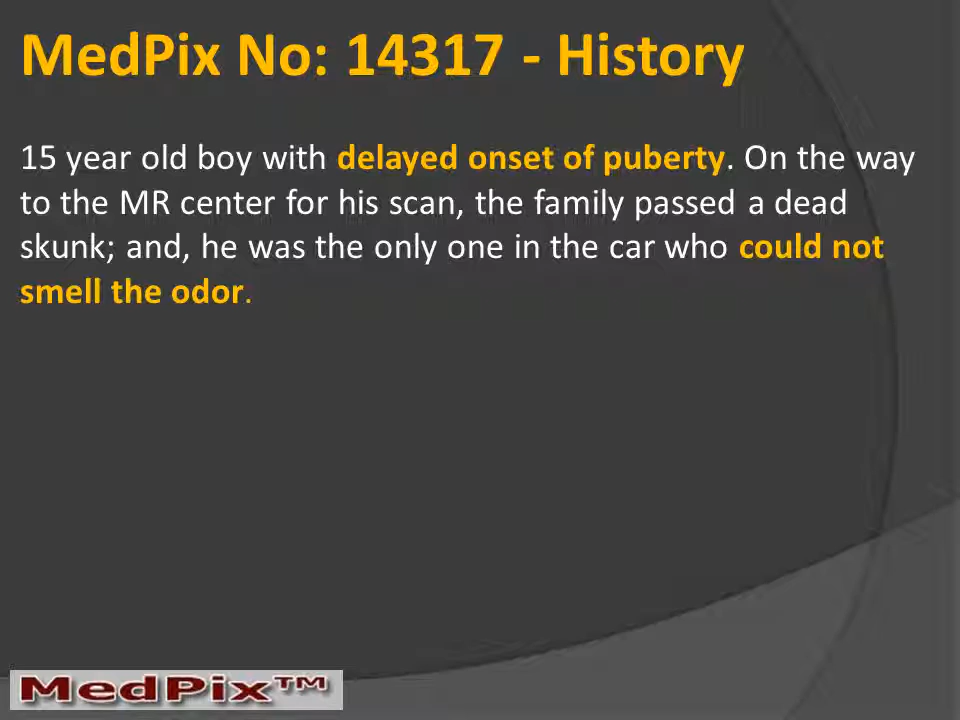 MedPix No: 14317 - History
15 year old boy with delayed onset of puberty. On the way
to the MR center for his scan, the family passed a dead
skunk; and, he was the only one in the car who could not
smell the odor.
MedPix™